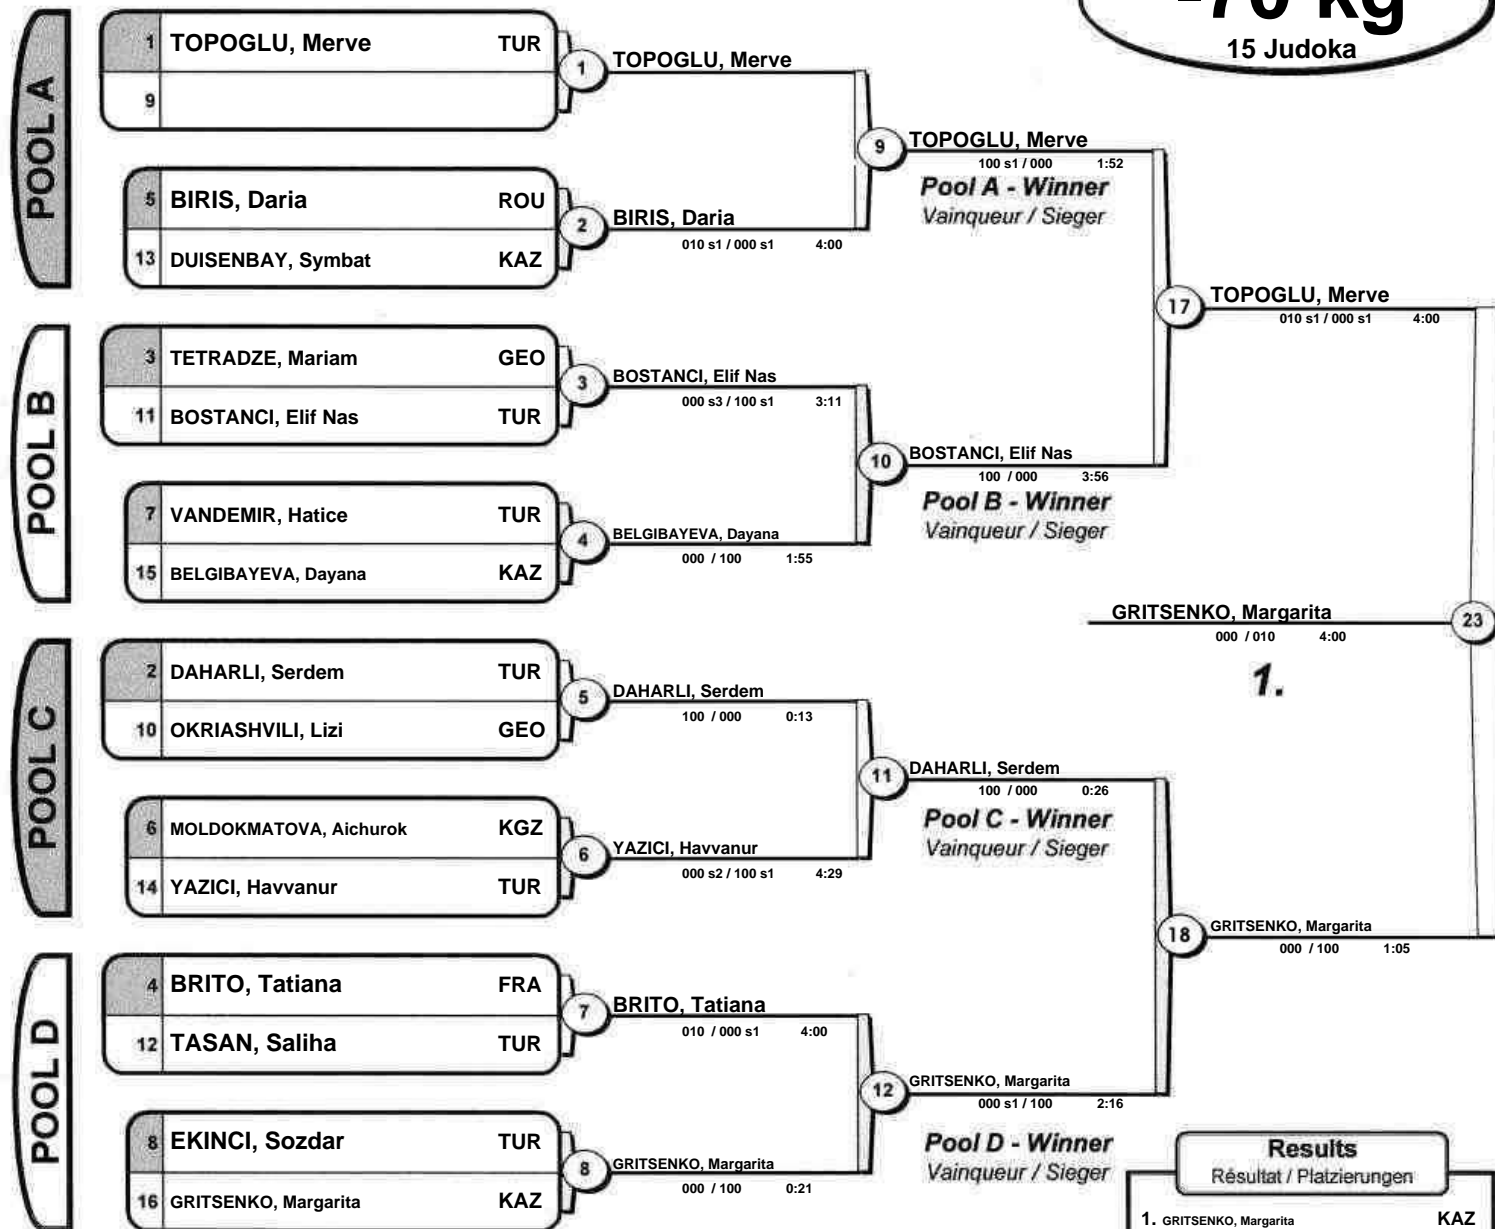 -70 kg
15 Judoka
POOL A
1 TOPOGLU, Merve TUR
9
1 TOPOGLU, Merve
5 BIRIS, Daria ROU
13 DUISENBAY, Symbat KAZ
2 BIRIS, Daria
010 s1 / 000 s1 4:00
9 TOPOGLU, Merve
100 s1 / 000 1:52
Pool A - Winner
Vainqueur / Sieger
POOL B
3 TETRADZE, Mariam GEO
11 BOSTANCI, Elif Nas TUR
3 BOSTANCI, Elif Nas
000 s3 / 100 s1 3:11
7 VANDEMIR, Hatice TUR
15 BELGIBAYEVA, Dayana KAZ
4 BELGIBAYEVA, Dayana
000 / 100 1:55
10 BOSTANCI, Elif Nas
100 / 000 3:56
Pool B - Winner
Vainqueur / Sieger
17 TOPOGLU, Merve
010 s1 / 000 s1 4:00
GRITSENKO, Margarita 23
000 / 010 4:00
1.
POOL C
2 DAHARLI, Serdem TUR
10 OKRIASHVILI, Lizi GEO
5 DAHARLI, Serdem
100 / 000 0:13
6 MOLDOKMATOVA, Aichurok KGZ
14 YAZICI, Havvanur TUR
6 YAZICI, Havvanur
000 s2 / 100 s1 4:29
11 DAHARLI, Serdem
100 / 000 0:26
Pool C - Winner
Vainqueur / Sieger
POOL D
4 BRITO, Tatiana FRA
12 TASAN, Saliha TUR
7 BRITO, Tatiana
010 / 000 s1 4:00
8 EKINCI, Sozdar TUR
16 GRITSENKO, Margarita KAZ
8 GRITSENKO, Margarita
000 / 100 0:21
12 GRITSENKO, Margarita
000 s1 / 100 2:16
Pool D - Winner
Vainqueur / Sieger
18 GRITSENKO, Margarita
000 / 100 1:05
Results
Résultat / Platzierungen
1. GRITSENKO, Margarita KAZ